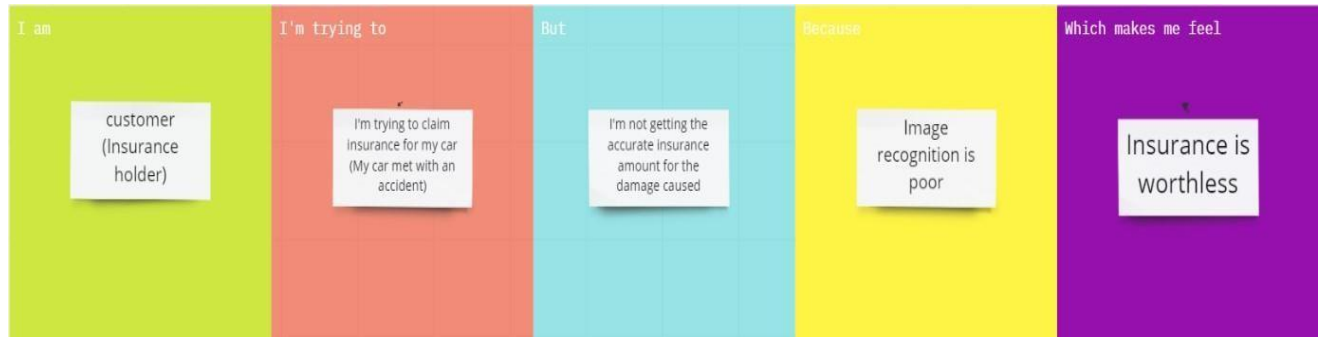 I am
customer
(Insurance
holder)
I'm trying to
I'm trying to claim
insurance for my car
(My car met with an
accident)
But
I'm not getting the
accurate insurance
amount for the
damage caused
Because
Image
recognition is
poor
Which makes me feel
Insurance is
worthless